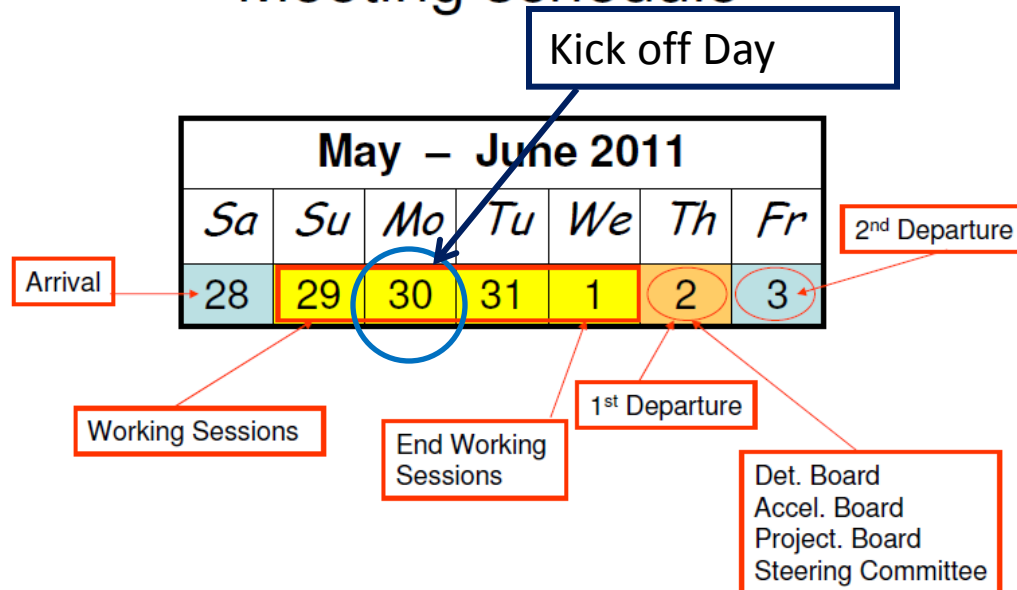 Kick off Day
May – June 2011
Sa Su Mo Tu We Th Fr
28 29 30 31 1 2 3
2nd Departure
Arrival
Working Sessions
End Working
Sessions
1st Departure
Det. Board
Accel. Board
Project. Board
Steering Committee